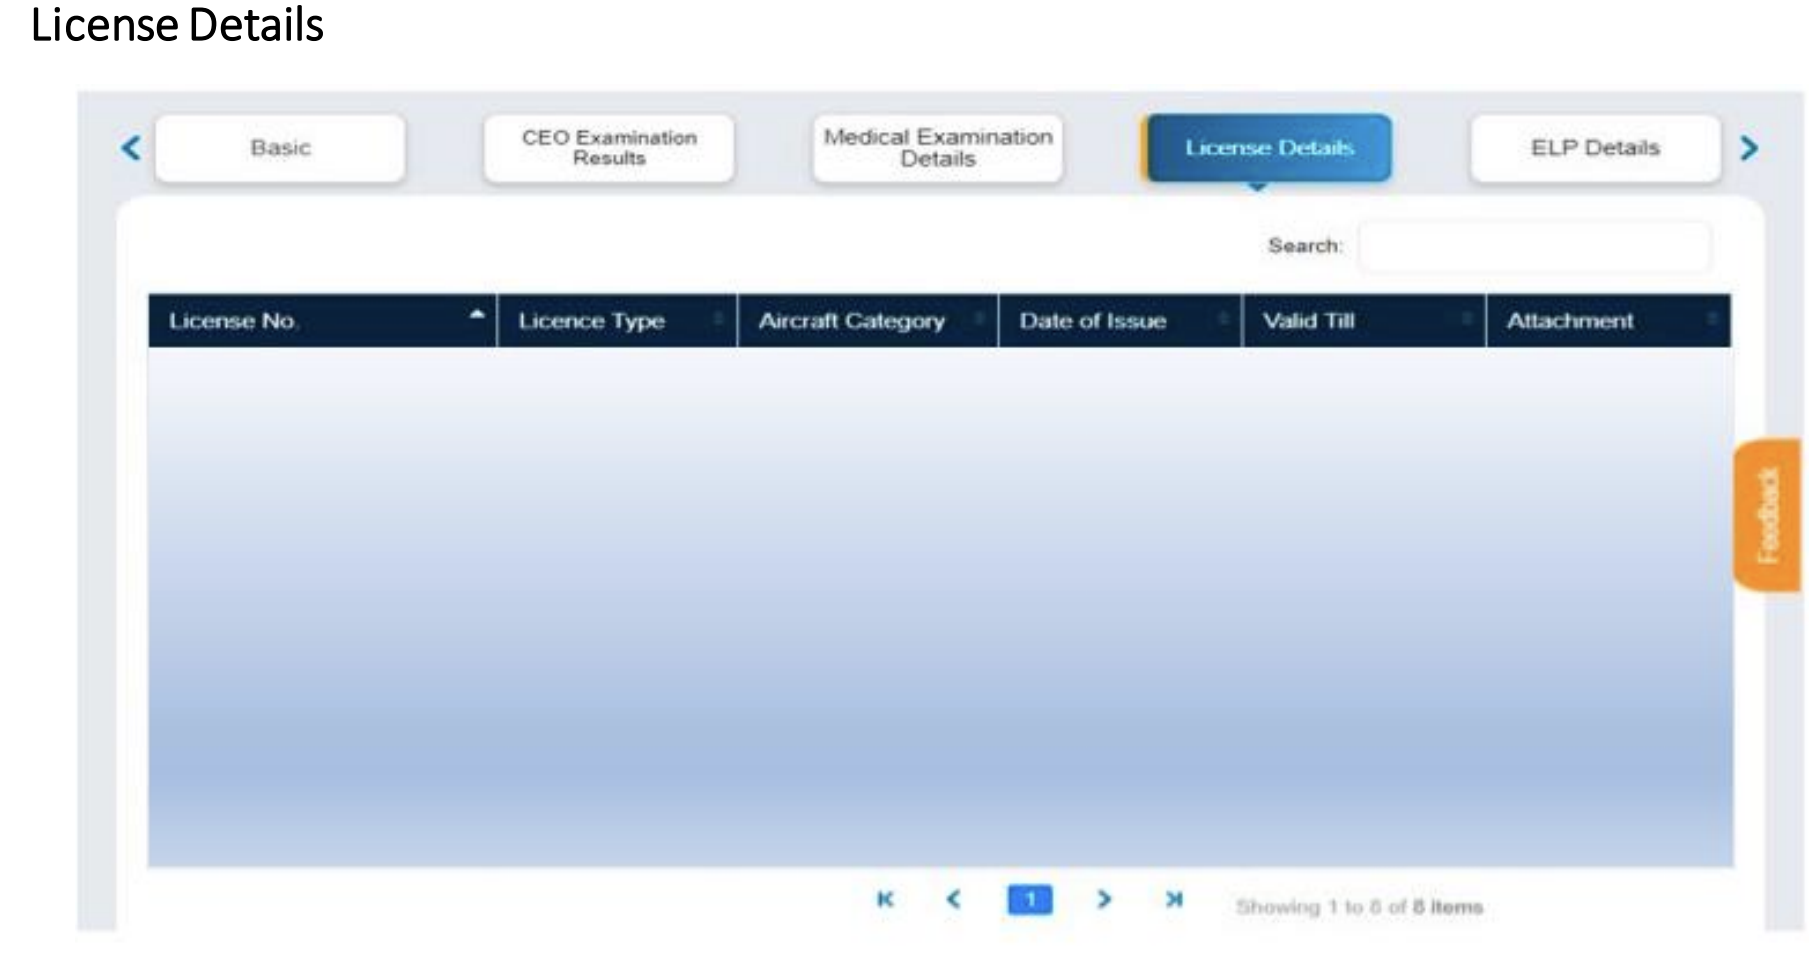 License Details
Basic
CEO Examination
Results
Medical Examination
Details
License Details
ELP Details
Search:
License No.
Licence Type
Aircraft Category
Date of Issue
Valid Till
Attachment
Feedback
1
Showing 1 to 8 of 8 items